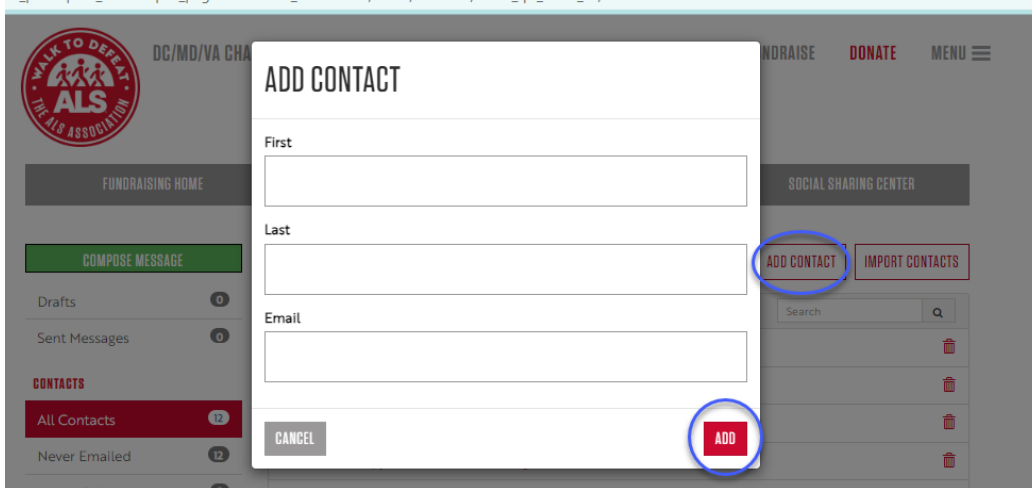 WALK TO DEFEAT
ALS
THE ALS ASSOCIATION
DC/MD/VA CHA
NDRAISE
DONATE
MENU
ADD CONTACT
First
Last
Email
CANCEL
ADD
FUNDRAISING HOME
SOCIAL SHARING CENTER
COMPOSE MESSAGE
ADD CONTACT
IMPORT CONTACTS
Drafts
0
Search
Sent Messages
0
CONTACTS
All Contacts
12
Never Emailed
12